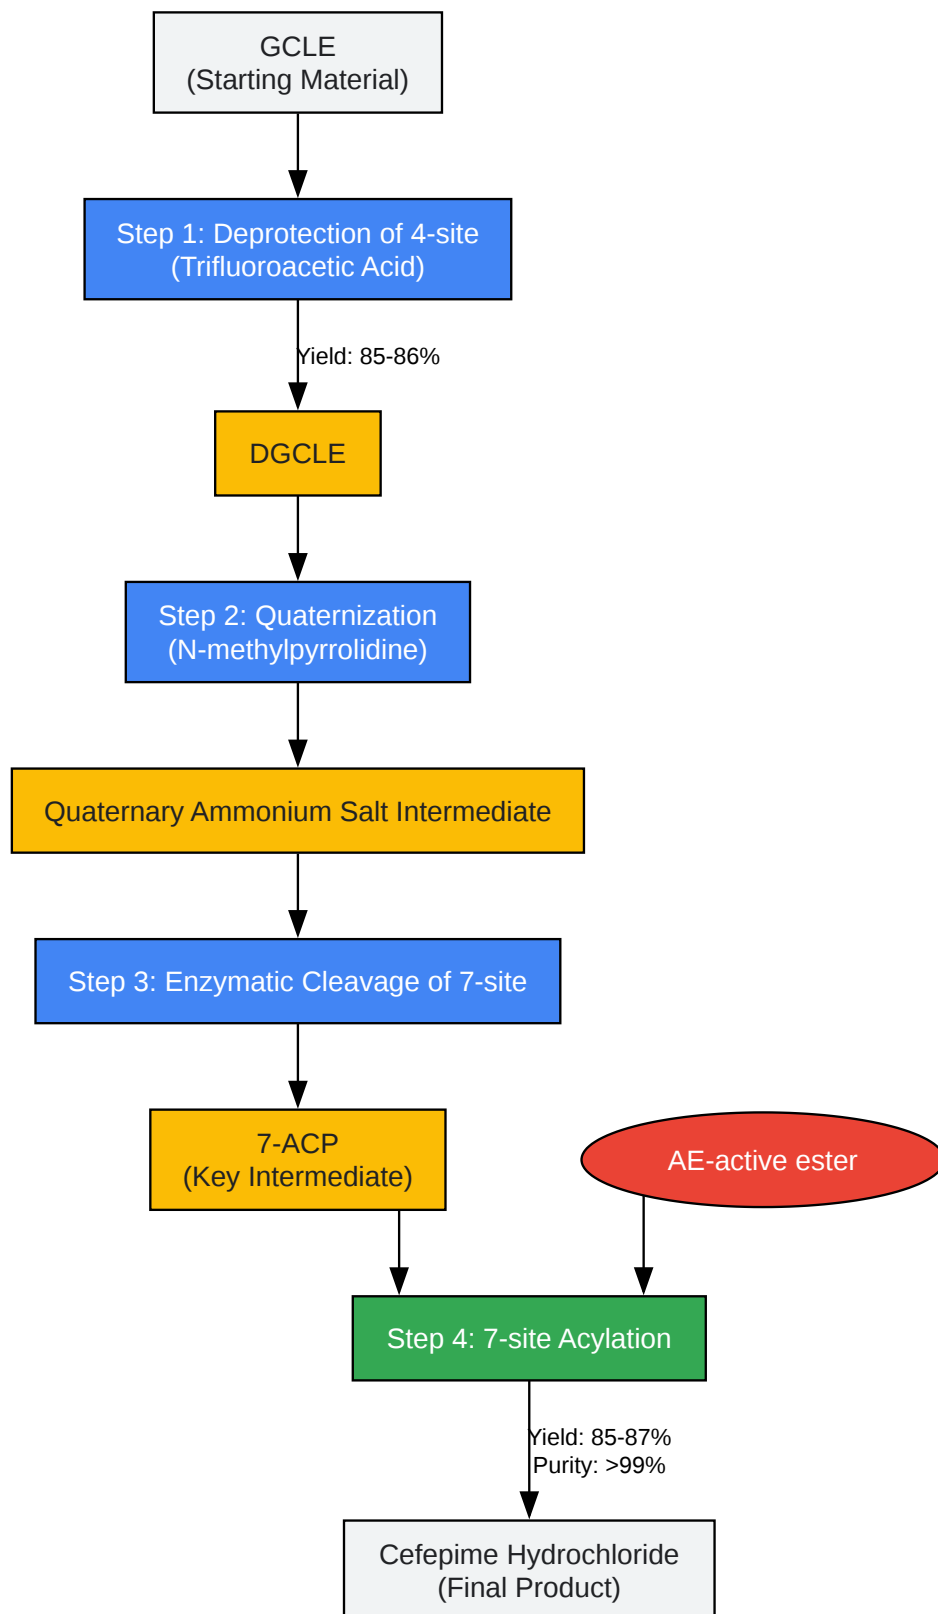 GCLE
(Starting Material)
Step 1: Deprotection of 4-site
(Trifluoroacetic Acid)
Yield: 85-86%
DGCLE
Step 2: Quaternization
(N-methylpyrrolidine)
Quaternary Ammonium Salt Intermediate
Step 3: Enzymatic Cleavage of 7-site
7-ACP
(Key Intermediate)
AE-active ester
Step 4: 7-site Acylation
Yield: 85-87%
Purity: >99%
Cefepime Hydrochloride
(Final Product)